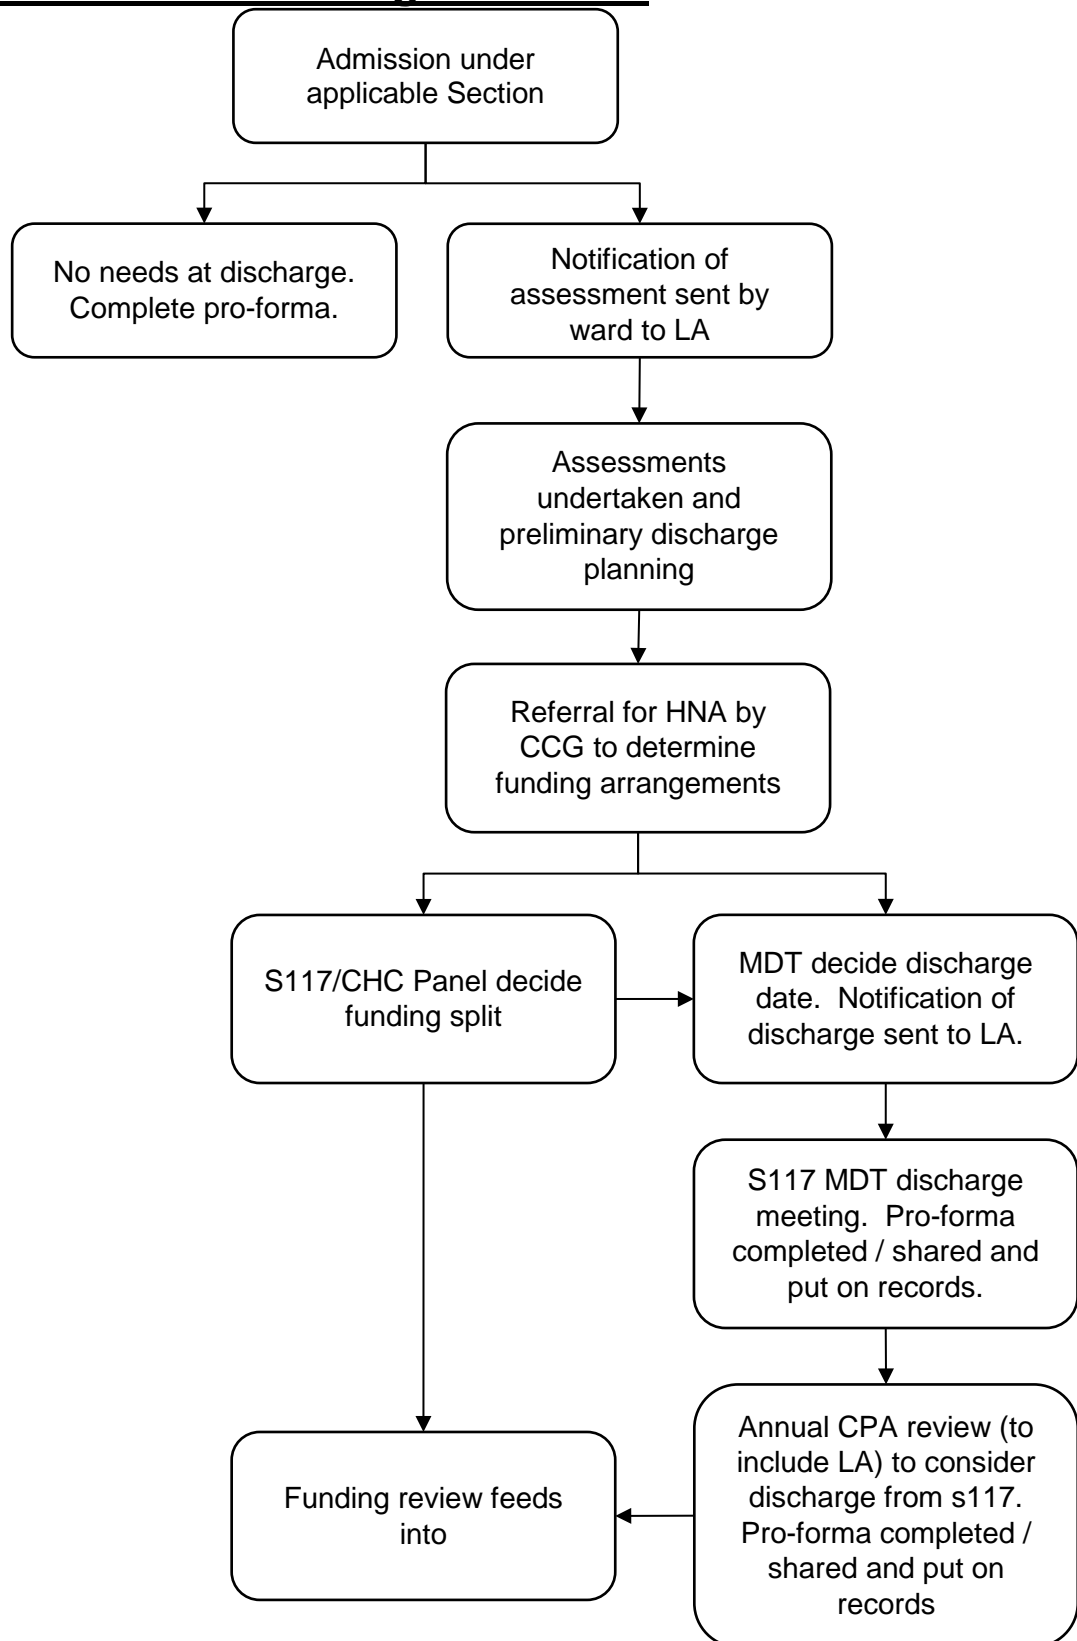 Admission under
applicable Section
No needs at discharge.
Complete pro-forma.
Notification of
assessment sent by
ward to LA
Assessments
undertaken and
preliminary discharge
planning
Referral for HNA by
CCG to determine
funding arrangements
S117/CHC Panel decide
funding split
MDT decide discharge
date.  Notification of
discharge sent to LA.
S117 MDT discharge
meeting.  Pro-forma
completed / shared and
put on records.
Annual CPA review (to
include LA) to consider
discharge from s117.
Pro-forma completed /
shared and put on
records
Funding review feeds
into